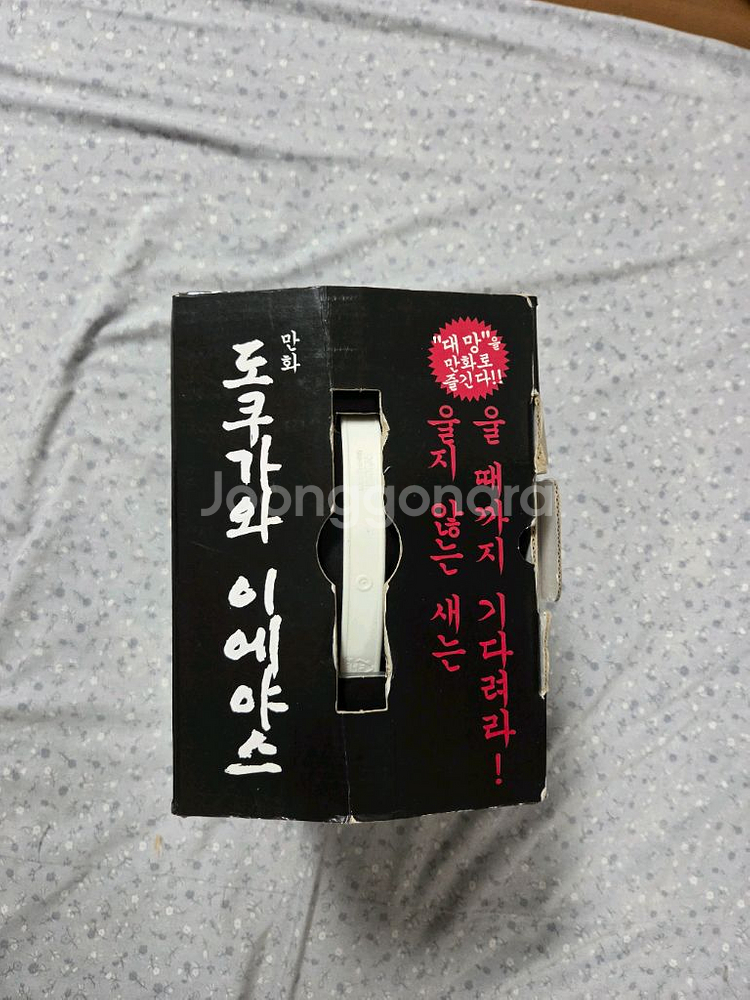 만화
도쿠가와 이에야스
"대망"을
만화로
즐긴다!!
울지 않는 새는
울 때까지 기다려라!
Joonggonara